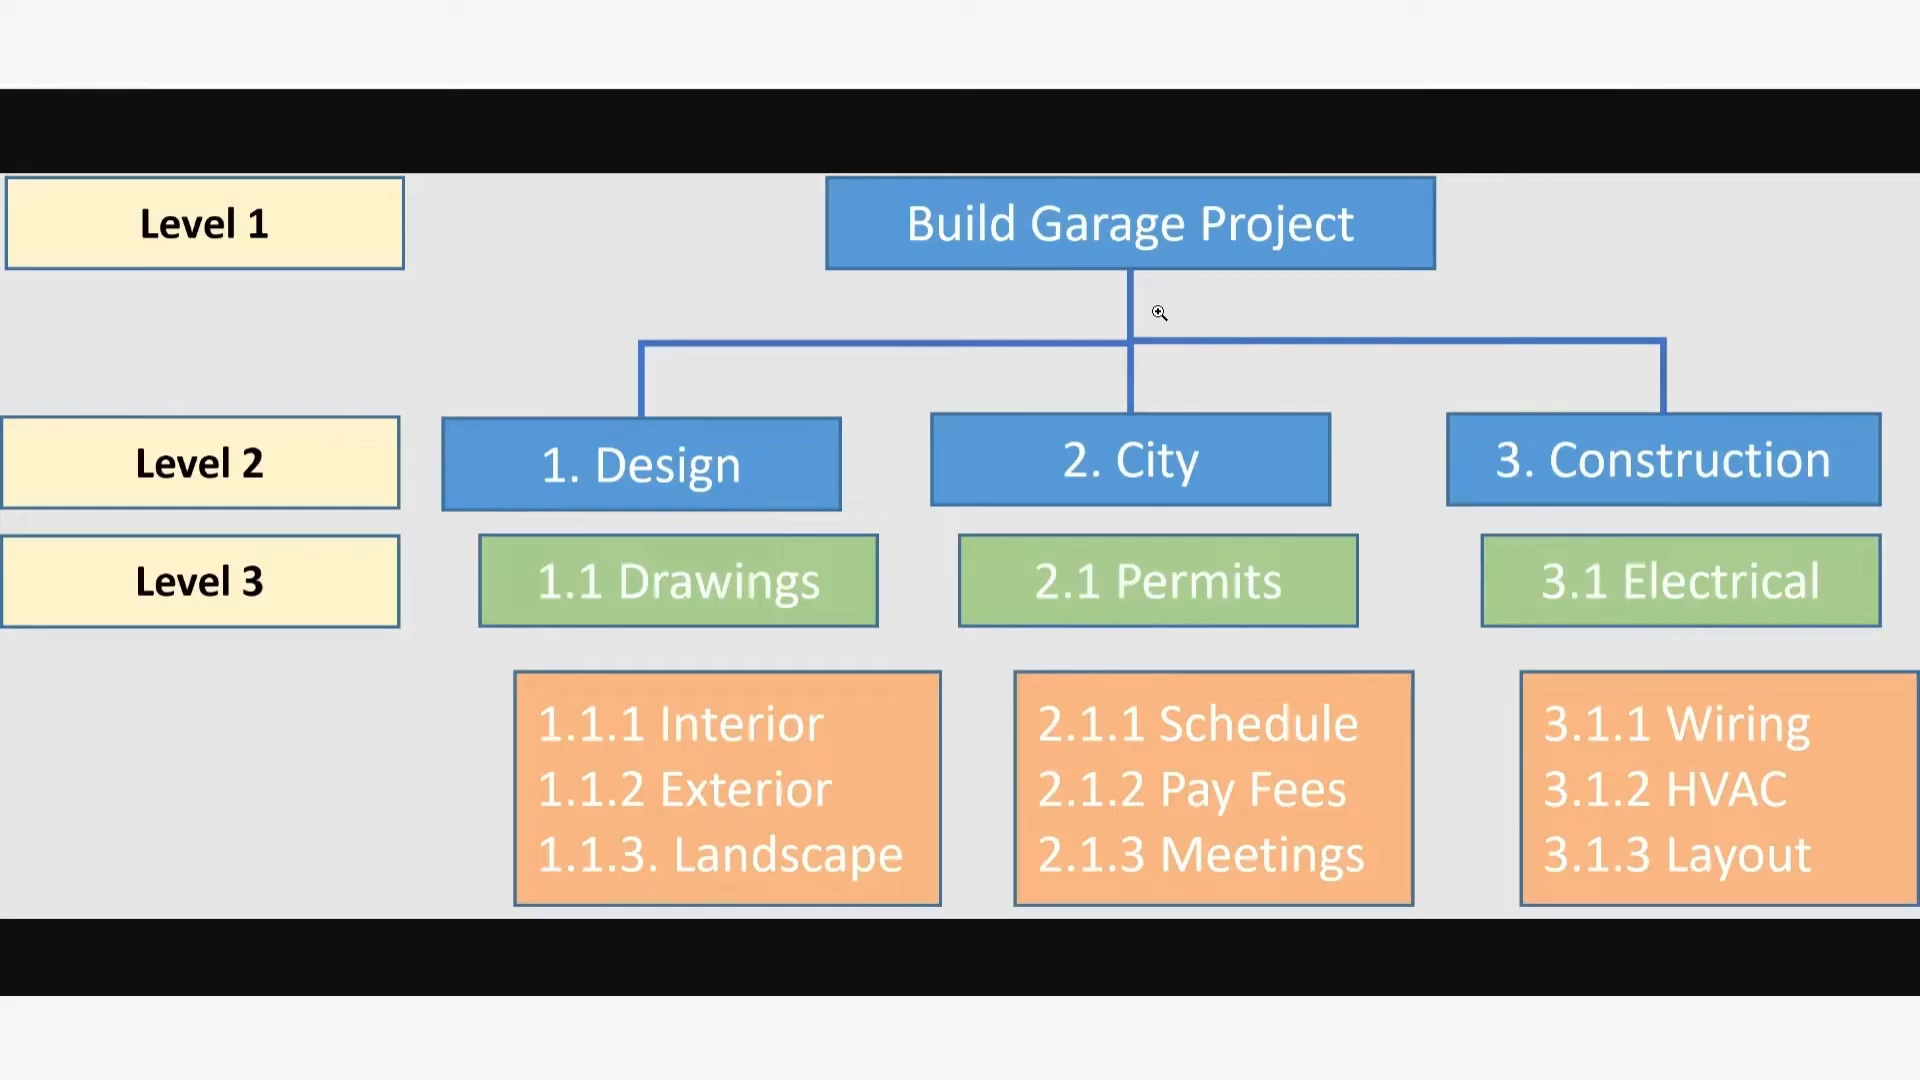 Level 1
Build Garage Project
Level 2
1. Design
2. City
3. Construction
Level 3
1.1 Drawings
2.1 Permits
3.1 Electrical
1.1.1 Interior
1.1.2 Exterior
1.1.3. Landscape
2.1.1 Schedule
2.1.2 Pay Fees
2.1.3 Meetings
3.1.1 Wiring
3.1.2 HVAC
3.1.3 Layout